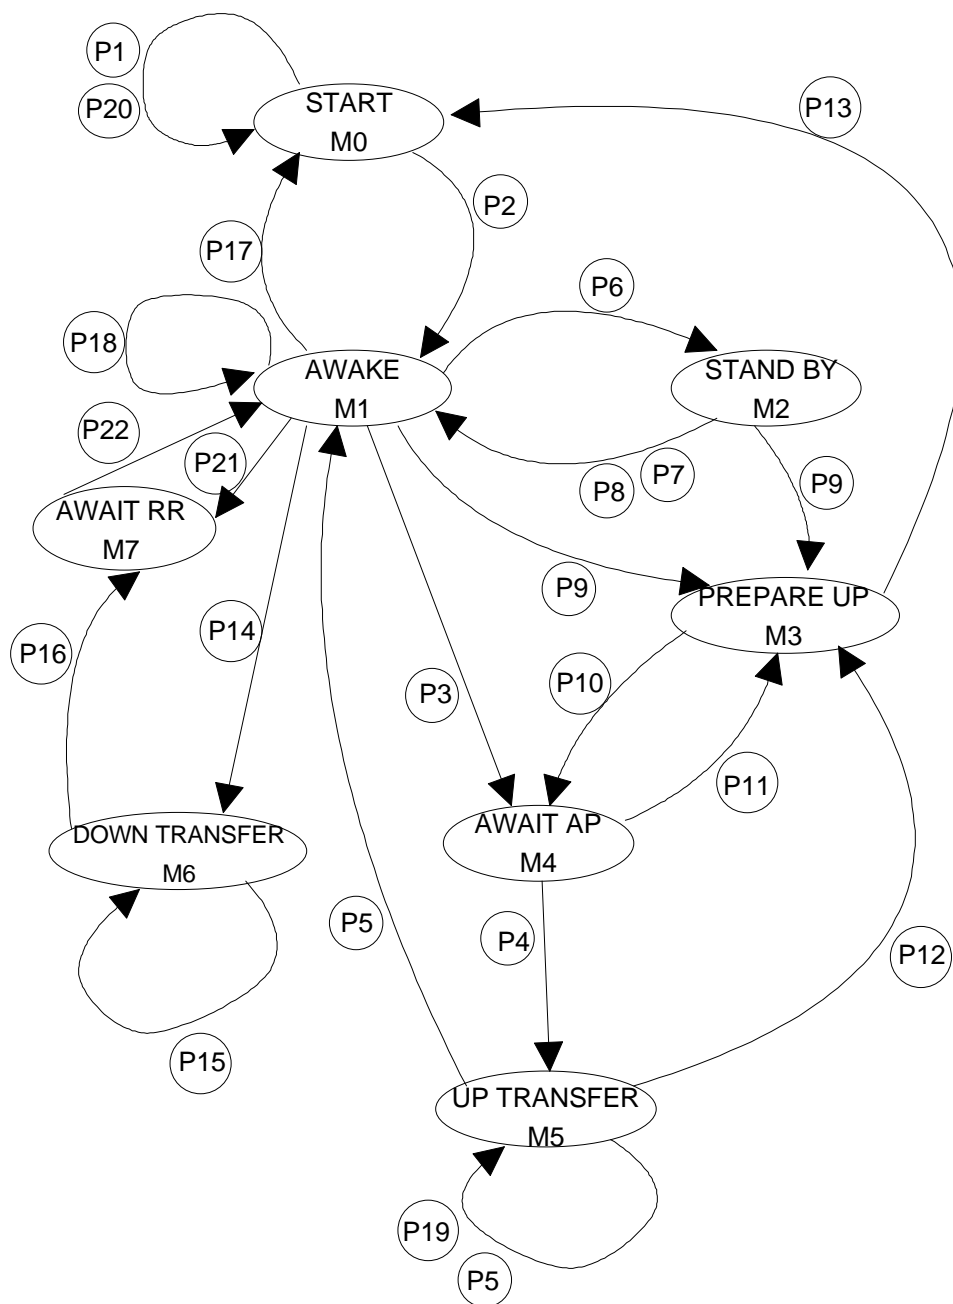 P1
P20
START
M0
P13
P2
P17
P6
P18
AWAKE
M1
STAND BY
M2
P22
P21
P8
P7
P9
AWAIT RR
M7
P9
PREPARE UP
M3
P14
P16
P3
P10
P11
DOWN TRANSFER
M6
AWAIT AP
M4
P5
P4
P12
P15
UP TRANSFER
M5
P19
P5